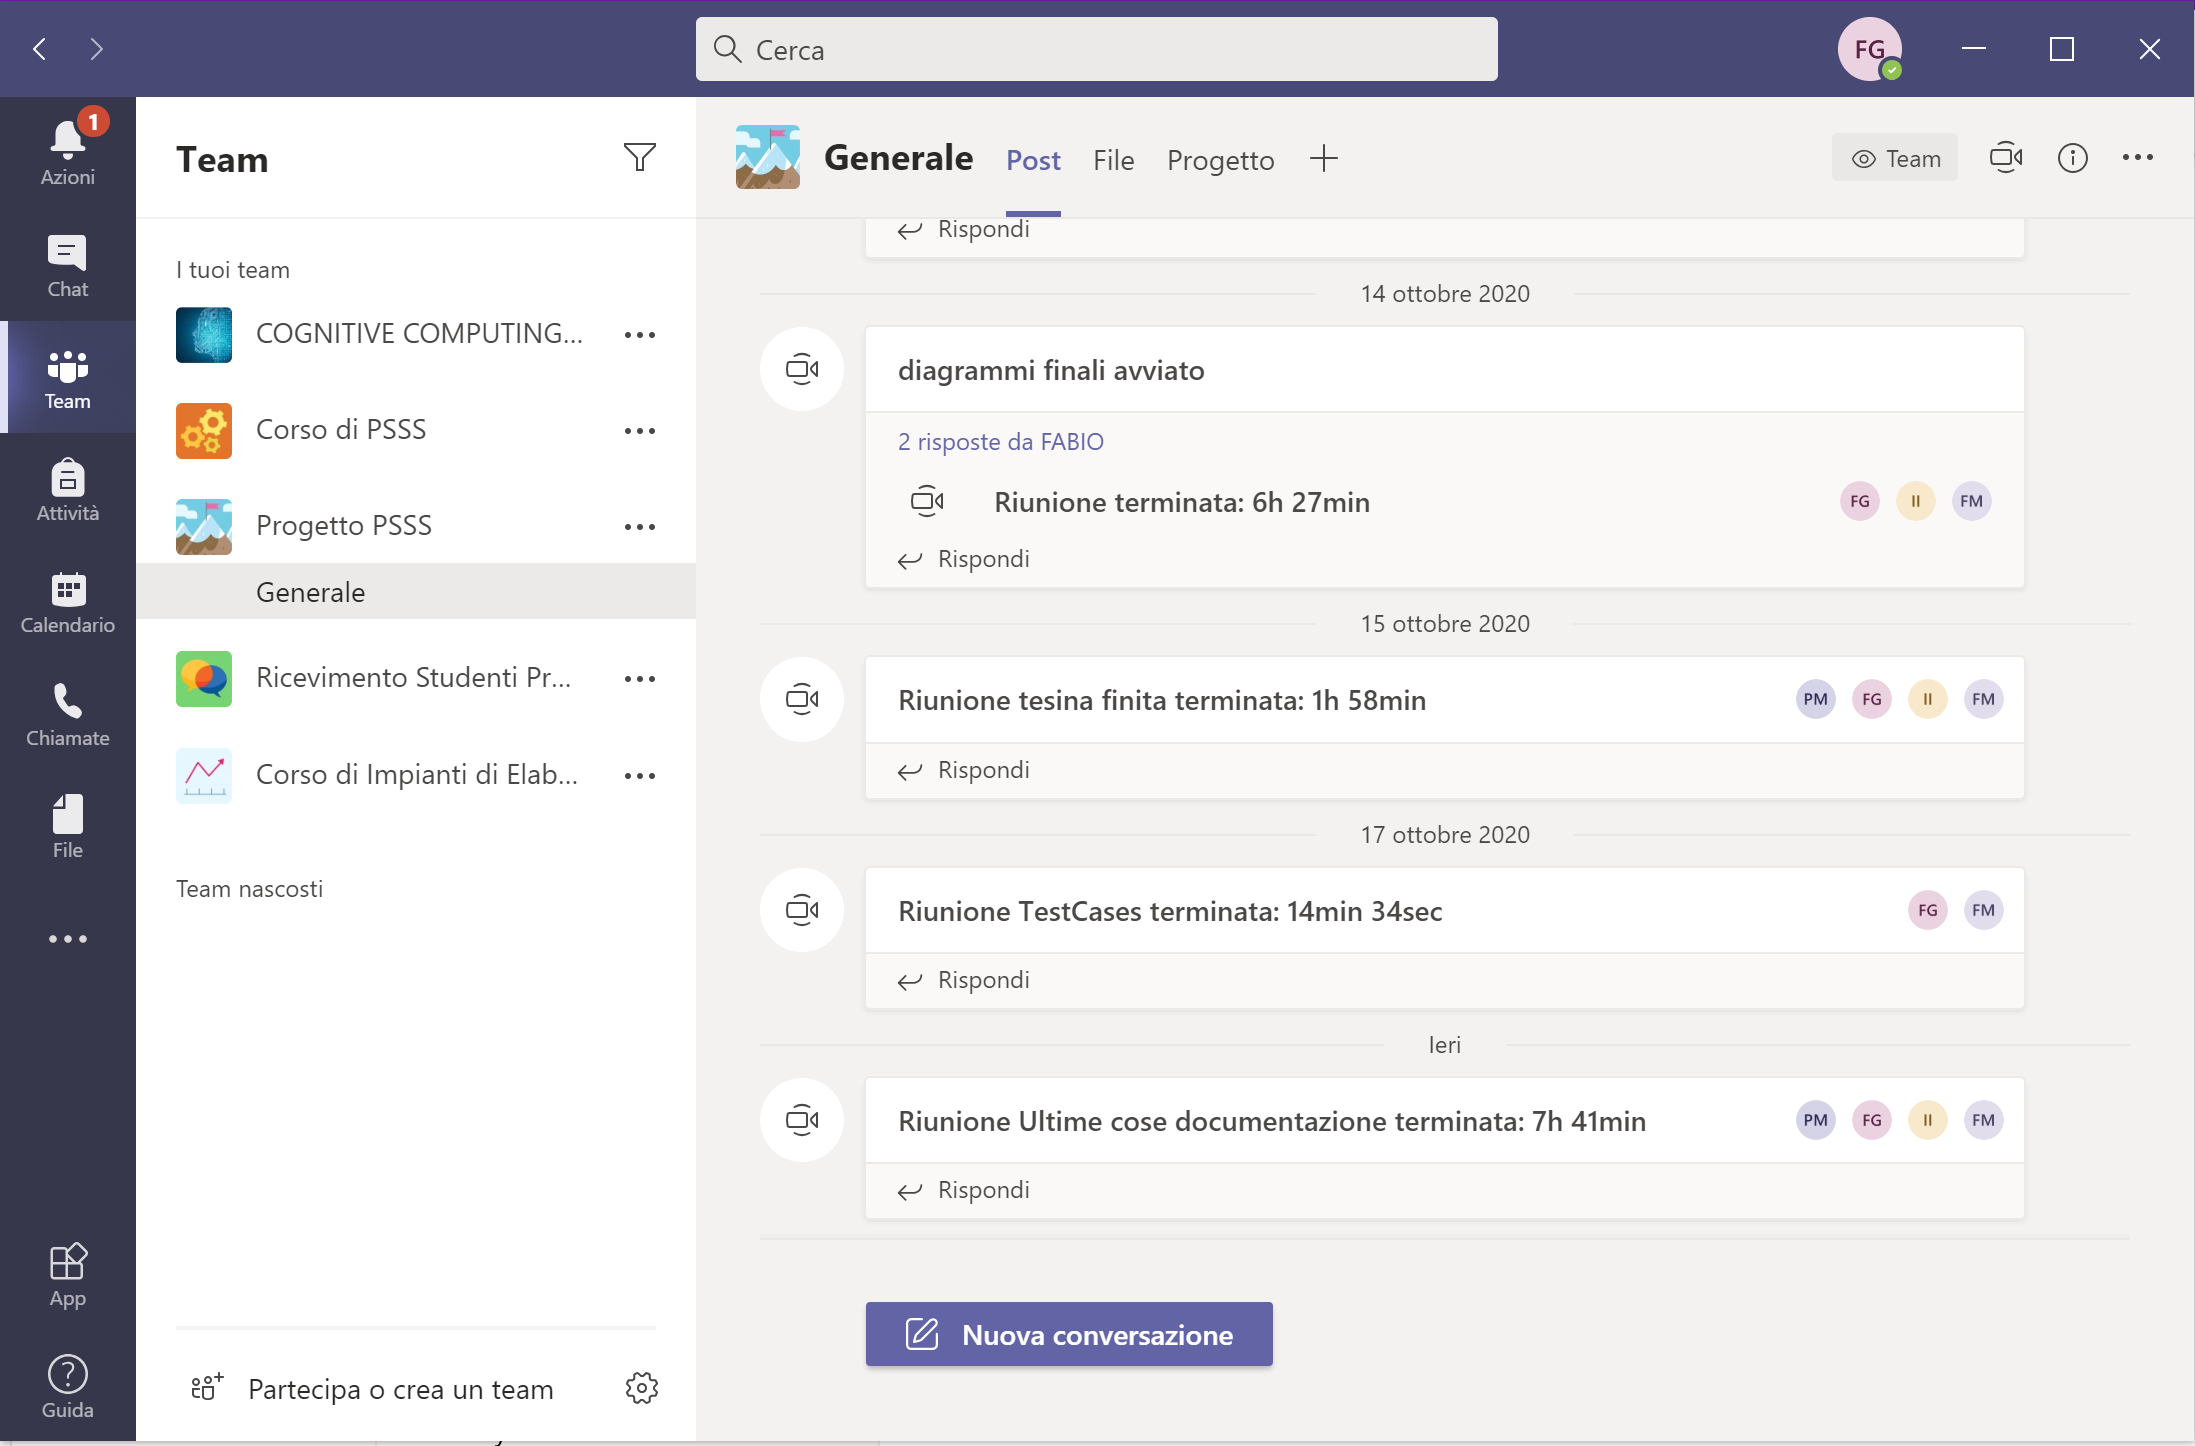 Cerca
FG
1
Azioni
Chat
Team
Attività
Calendario
Chiamate
File
App
Guida
Team
I tuoi team
COGNITIVE COMPUTING...
Corso di PSSS
Progetto PSSS
Generale
Ricevimento Studenti Pr...
Corso di Impianti di Elab...
Team nascosti
Partecipa o crea un team
Generale
Post
File
Progetto
Team
Rispondi
14 ottobre 2020
diagrammi finali avviato
2 risposte da FABIO
Riunione terminata: 6h 27min
FG II FM
Rispondi
15 ottobre 2020
Riunione tesina finita terminata: 1h 58min
PM FG II FM
Rispondi
17 ottobre 2020
Riunione TestCases terminata: 14min 34sec
FG FM
Rispondi
Ieri
Riunione Ultime cose documentazione terminata: 7h 41min
PM FG II FM
Rispondi
Nuova conversazione